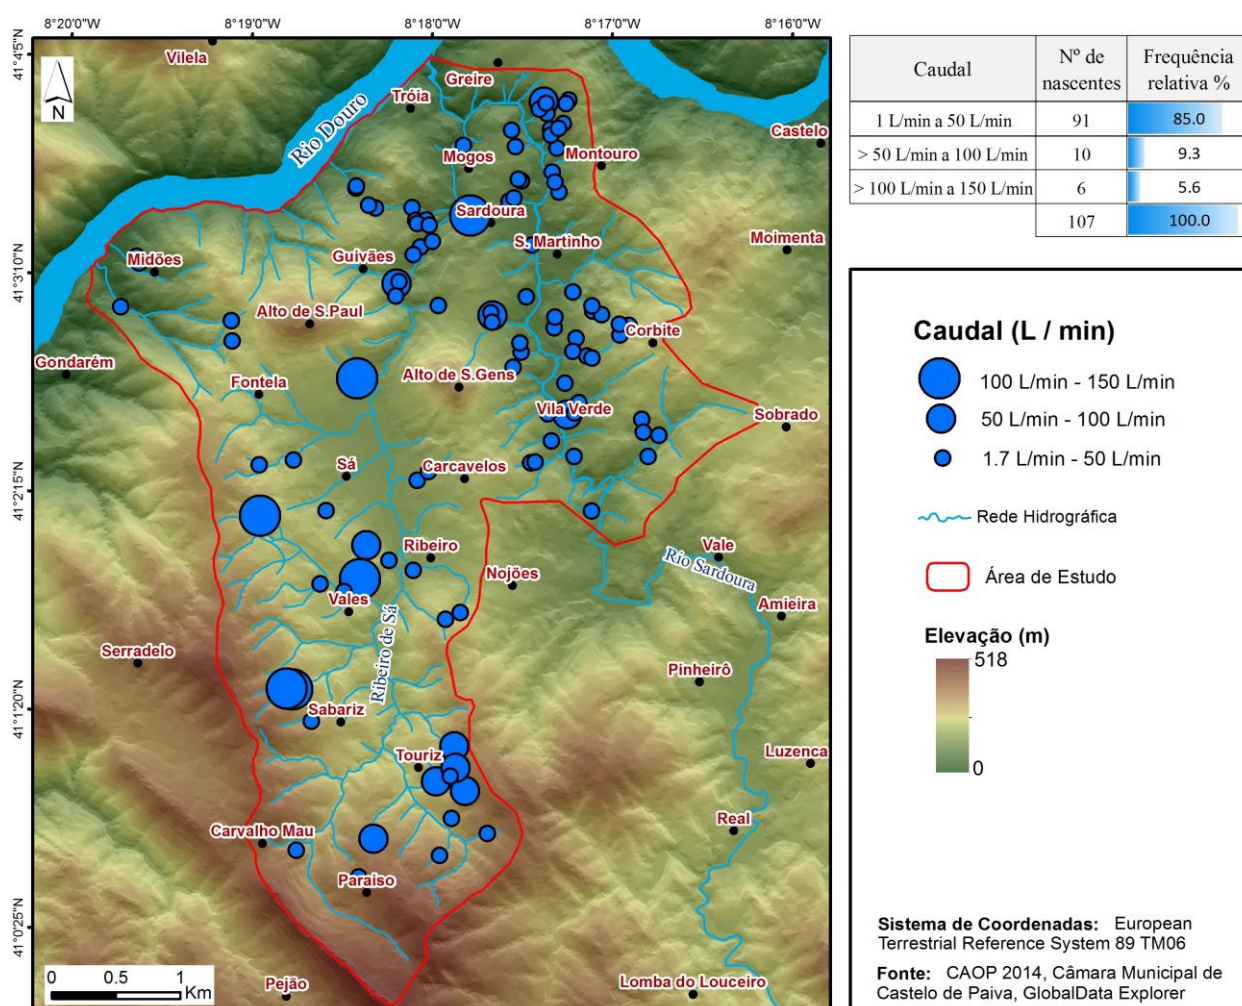 8°20'0"W 8°19'0"W 8°18'0"W 8°17'0"W 8°16'0"W
41°4'5"N
41°3'10"N
41°2'15"N
41°1'20"N
41°0'25"N
N
Vilela
Greire
Tróia
Rio Douro
Castelo
Mogos
Montouro
Sardoura
S. Martinho
Moimenta
Midões
Guivães
Alto de S.Paul
Corbite
Gondarém
Fontela
Alto de S.Gens
Vila Verde
Sobrado
Sá
Carcavelos
Ribeiro
Vale
Rio Sardoura
Nojões
Vales
Amieira
Ribeiro de Sá
Serradelo
Pinheirô
Sabariz
Touriz
Luzenca
Carvalho Mau
Real
Paraiso
Pejão
Lomba do Louceiro
0 0.5 1
Km
Caudal Nº de nascentes Frequência relativa %
1 L/min a 50 L/min 91 85.0
> 50 L/min a 100 L/min 10 9.3
> 100 L/min a 150 L/min 6 5.6
107 100.0
Caudal (L / min)
100 L/min - 150 L/min
50 L/min - 100 L/min
1.7 L/min - 50 L/min
Rede Hidrográfica
Área de Estudo
Elevação (m)
518
0
Sistema de Coordenadas: European
Terrestrial Reference System 89 TM06
Fonte: CAOP 2014, Câmara Municipal de
Castelo de Paiva, GlobalData Explorer